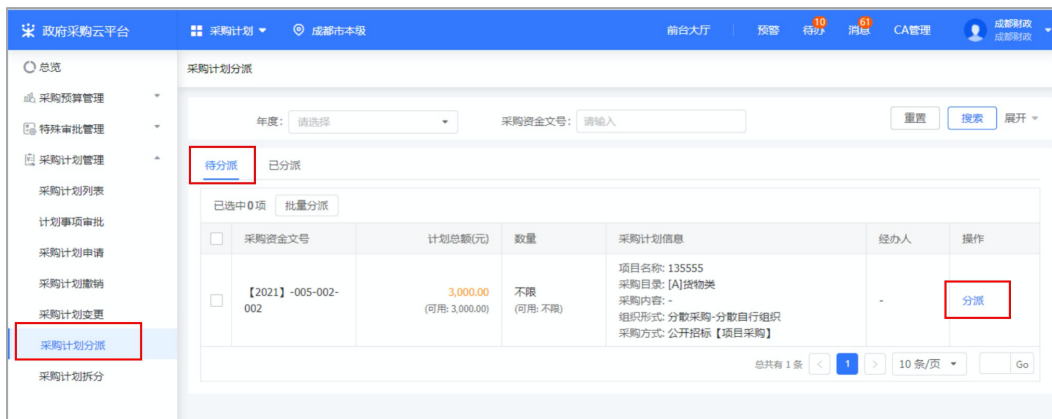 政府采购云平台
采购计划
成都市本级
前台大厅
预警
待办
10
消息
61
CA管理
成都财政
成都财政
总览
采购预算管理
特殊审批管理
采购计划管理
采购计划列表
计划事项审批
采购计划申请
采购计划撤销
采购计划变更
采购计划分派
采购计划拆分
采购计划分派
年度： 请选择 采购资金文号： 请输入 重置 搜索 展开
待分派 已分派
已选中0项 批量分派
采购资金文号 计划总额(元) 数量 采购计划信息 经办人 操作
【2021】-005-002-
002
3,000.00
(可用: 3,000.00)
不限
(可用: 不限)
项目名称: 135555
采购目录: [A]货物类
采购内容: -
组织形式: 分散采购-分散自行组织
采购方式: 公开招标【项目采购】
-
分派
总共有 1 条 < 1 > 10 条/页 Go